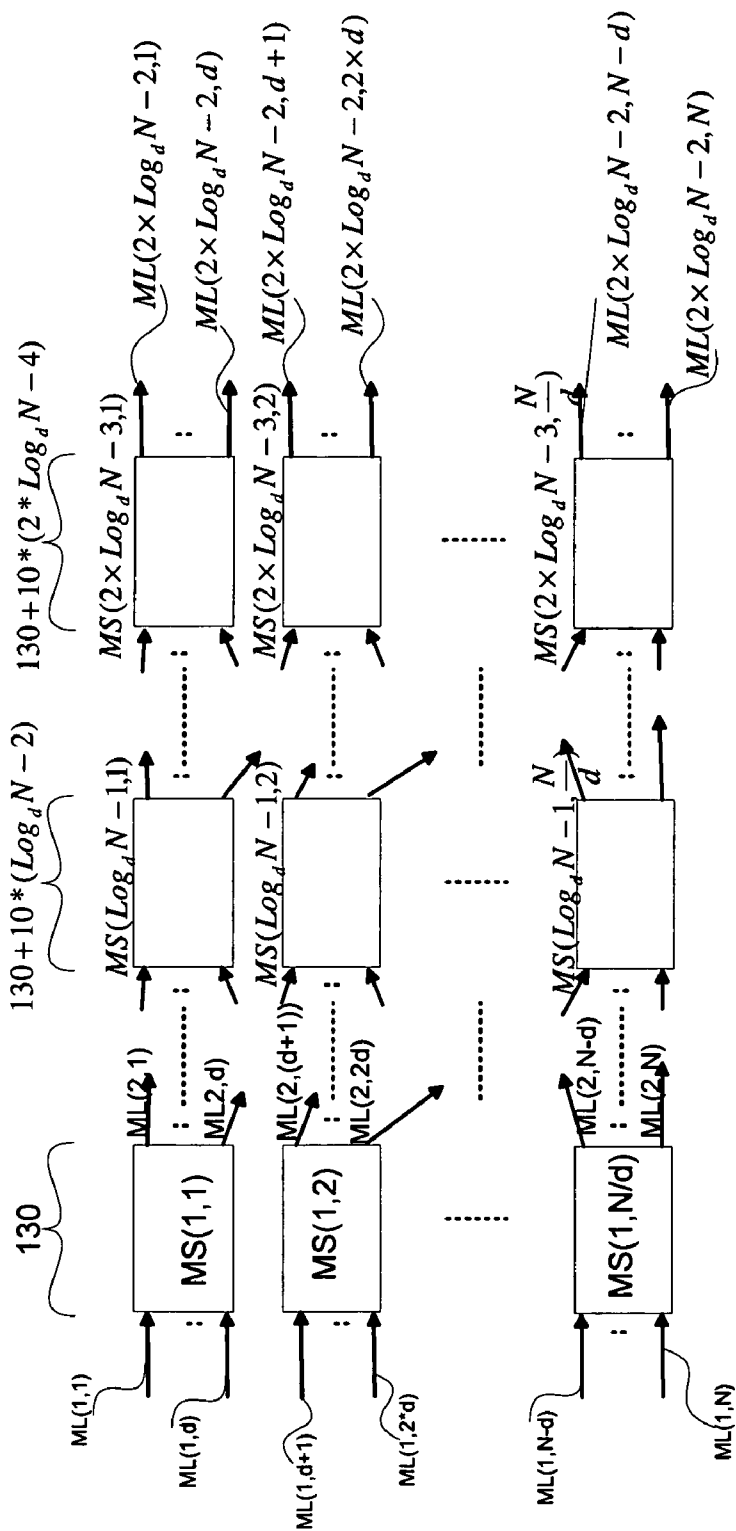 130
130+10*(Log_d N−2)
130+10*(2*Log_d N−4)
ML(1,1)
MS(1,1)
ML(2,1)
MS(Log_d N−1,1)
MS(2×Log_d N−3,1)
ML(2×Log_d N−2,1)
ML(1,d)
ML2,d)
ML(2×Log_d N−2,d)
ML(1,d+1)
MS(1,2)
ML(2,(d+1))
MS(Log_d N−1,2)
MS(2×Log_d N−3,2)
ML(2×Log_d N−2,d+1)
ML(1,2*d)
ML(2,2d)
ML(2×Log_d N−2,2×d)
ML(1,N-d)
MS(1,N/d)
ML(2,N-d)
MS(Log_d N−1,N/d)
MS(2×Log_d N−3,N/d)
ML(2×Log_d N−2,N−d)
ML(1,N)
ML(2,N)
ML(2×Log_d N−2,N)